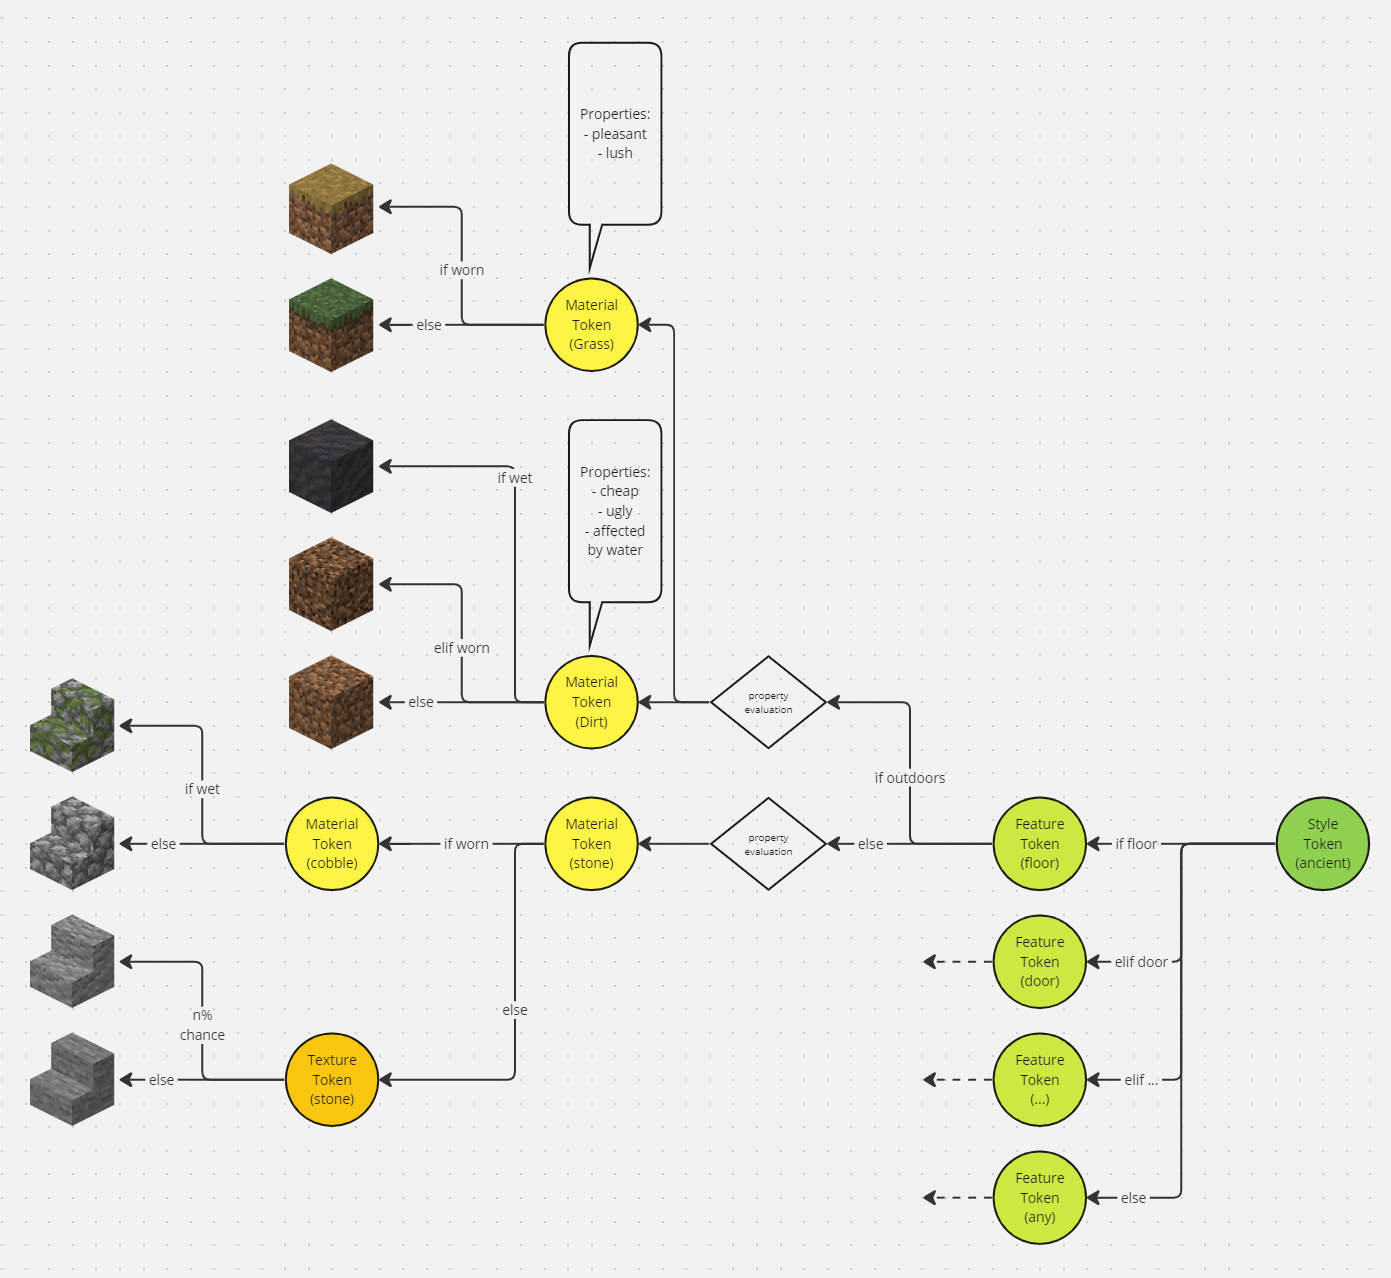 Properties:
- pleasant
- lush
if worn
Material
Token
(Grass)
else
Properties:
- cheap
- ugly
- affected
by water
if wet
elif worn
Material
Token
(Dirt)
else
property
evaluation
if outdoors
if wet
Material
Token
(cobble)
else
if worn
Material
Token
(stone)
property
evaluation
else
Feature
Token
(floor)
if floor
Style
Token
(ancient)
Feature
Token
(door)
elif door
n%
chance
else
Texture
Token
(stone)
else
Feature
Token
(...)
elif ...
Feature
Token
(any)
else